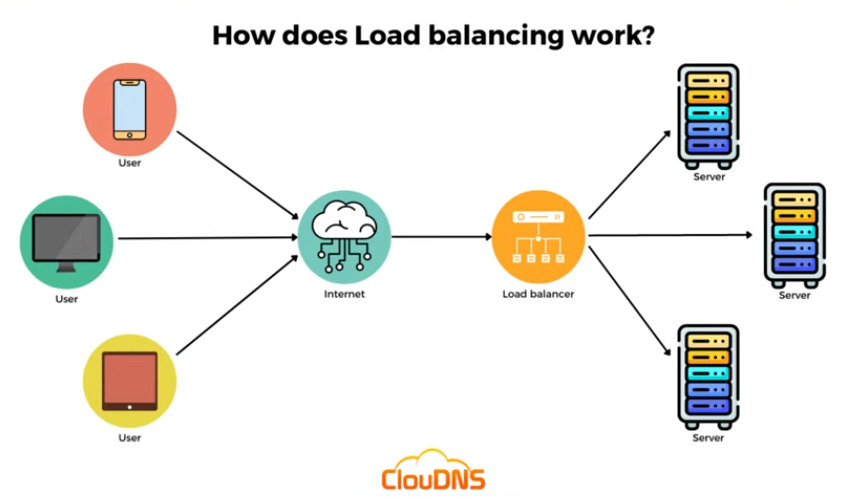 How does Load balancing work?
User
Server
User
Internet
Load balancer
Server
User
Server
ClouDNS